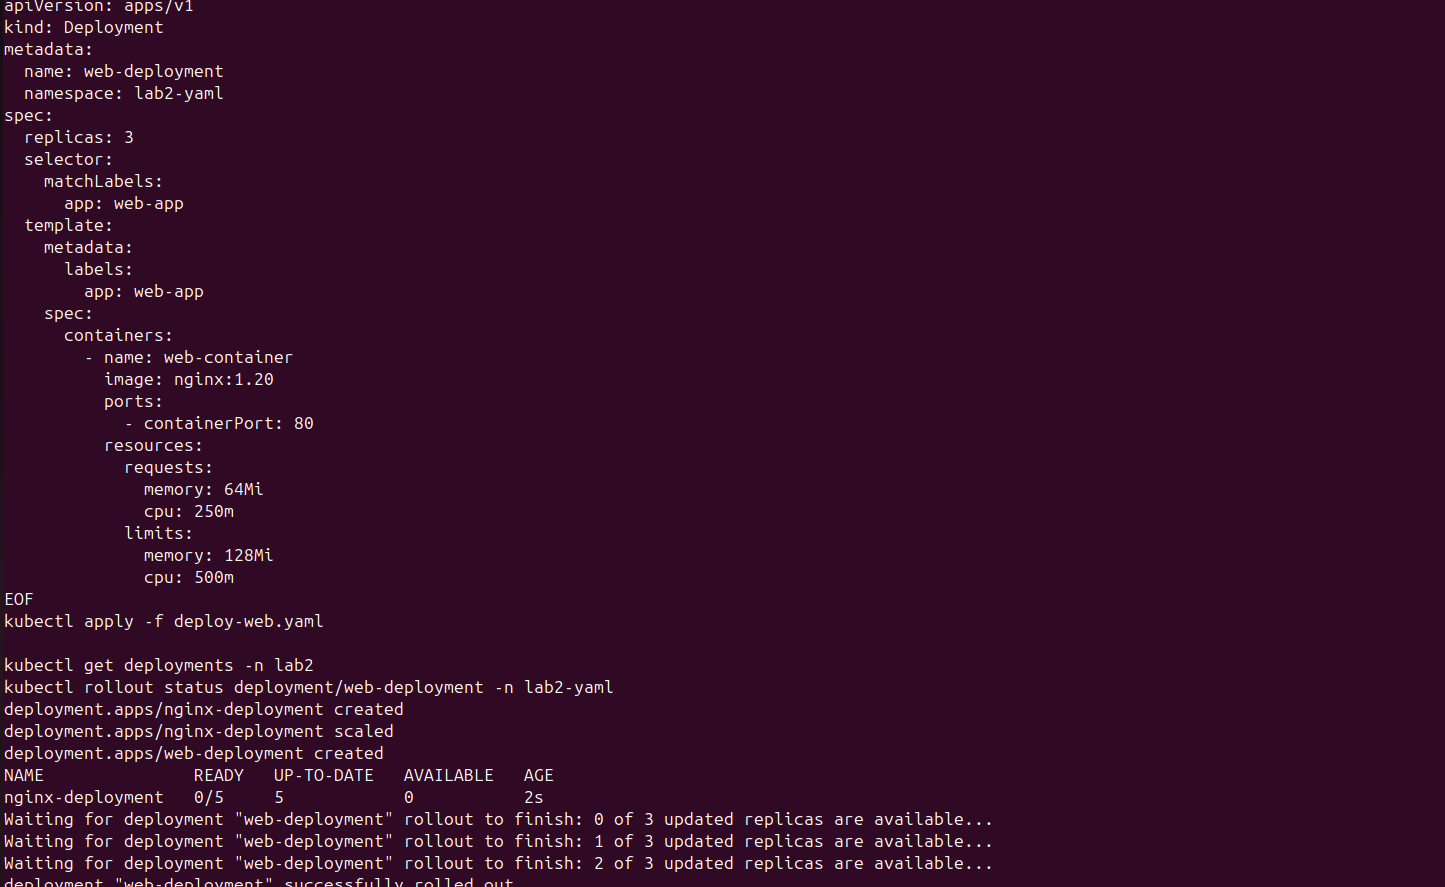 apiVersion: apps/v1
kind: Deployment
metadata:
  name: web-deployment
  namespace: lab2-yaml
spec:
  replicas: 3
  selector:
    matchLabels:
      app: web-app
  template:
    metadata:
      labels:
        app: web-app
    spec:
      containers:
        - name: web-container
          image: nginx:1.20
          ports:
            - containerPort: 80
          resources:
            requests:
              memory: 64Mi
              cpu: 250m
            limits:
              memory: 128Mi
              cpu: 500m
EOF
kubectl apply -f deploy-web.yaml

kubectl get deployments -n lab2
kubectl rollout status deployment/web-deployment -n lab2-yaml
deployment.apps/nginx-deployment created
deployment.apps/nginx-deployment scaled
deployment.apps/web-deployment created
NAME               READY   UP-TO-DATE   AVAILABLE   AGE
nginx-deployment   0/5     5            0           2s
Waiting for deployment "web-deployment" rollout to finish: 0 of 3 updated replicas are available...
Waiting for deployment "web-deployment" rollout to finish: 1 of 3 updated replicas are available...
Waiting for deployment "web-deployment" rollout to finish: 2 of 3 updated replicas are available...
deployment "web-deployment" successfully rolled out